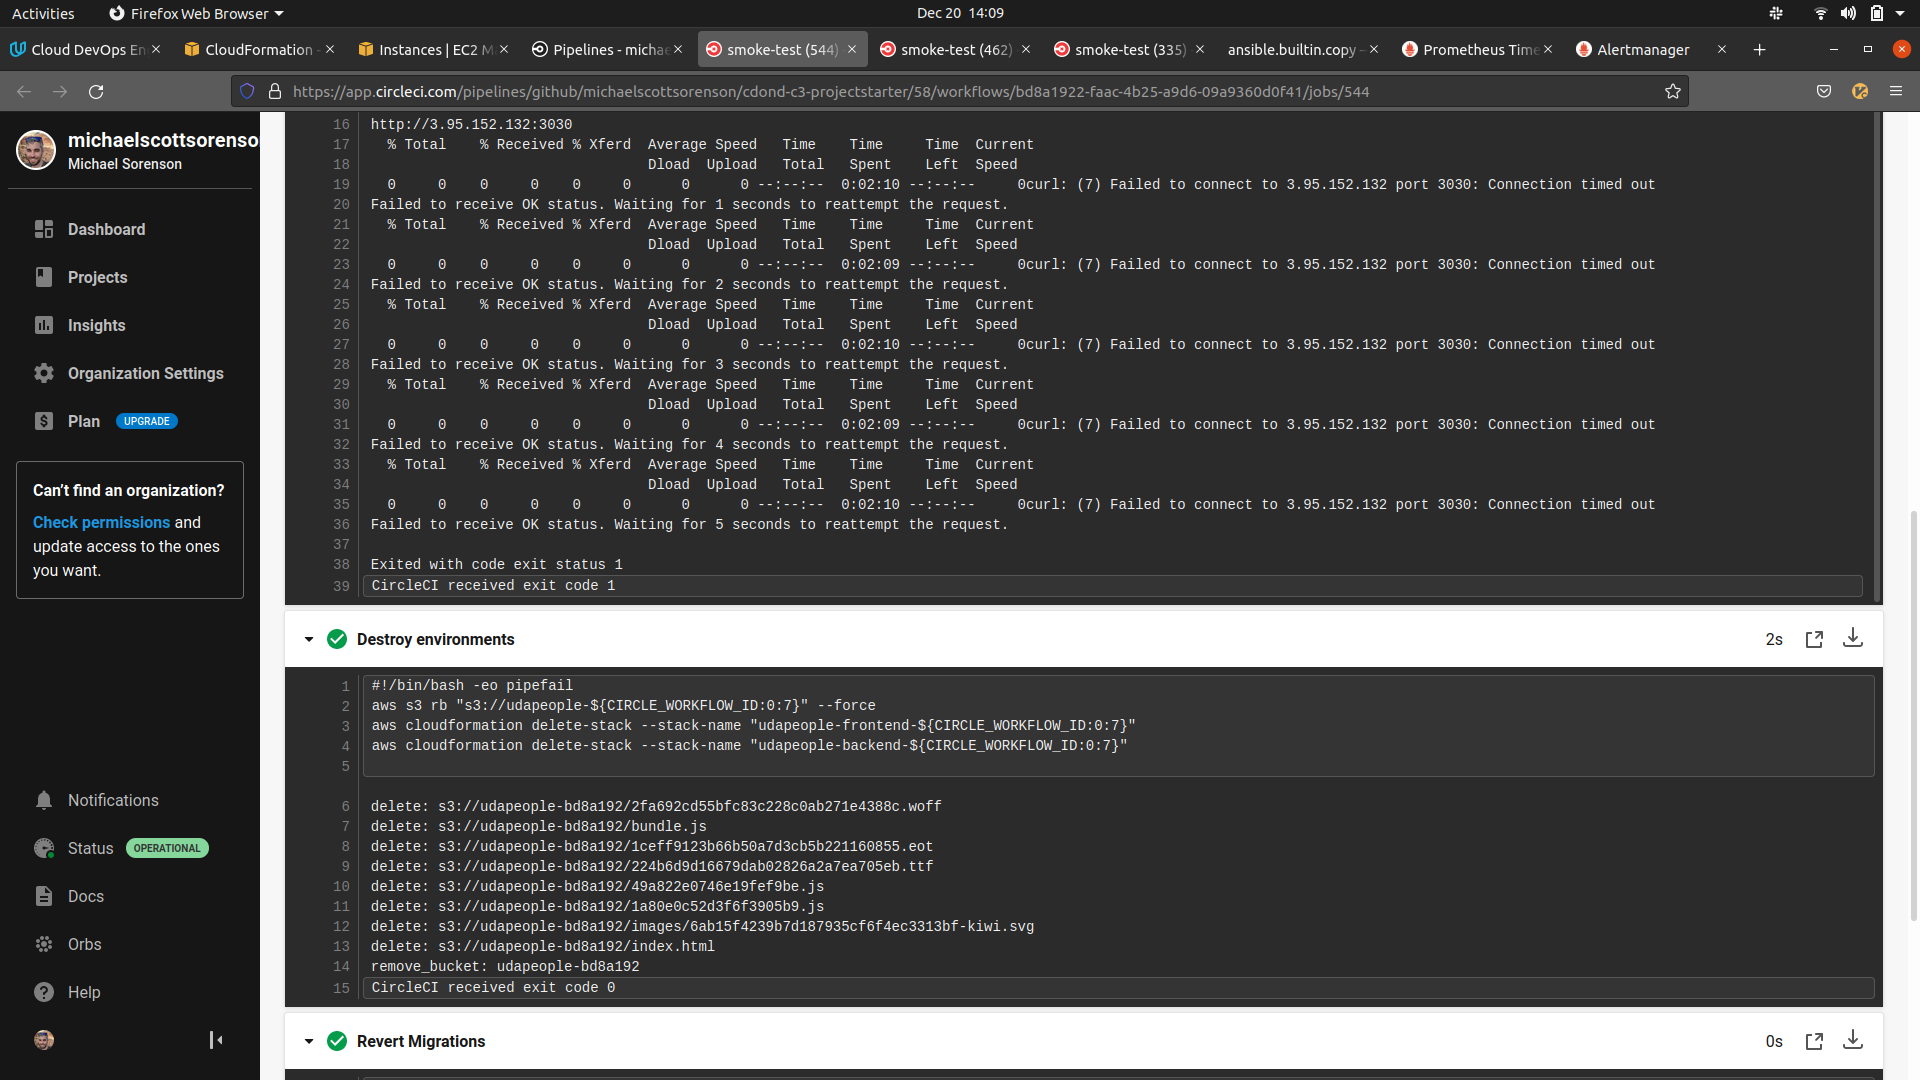 Activities Firefox Web Browser Dec 20 14:09
Cloud DevOps En CloudFormation - Instances | EC2 M Pipelines - michae smoke-test (544) smoke-test (462) smoke-test (335) ansible.builtin.copy - Prometheus Time Alertmanager
https://app.circleci.com/pipelines/github/michaelscottsorenson/cdond-c3-projectstarter/58/workflows/bd8a1922-faac-4b25-a9d6-09a9360d0f41/jobs/544
michaelscottsorenso
Michael Sorenson
Dashboard
Projects
Insights
Organization Settings
Plan UPGRADE
Can't find an organization?
Check permissions and
update access to the ones
you want.
Notifications
Status OPERATIONAL
Docs
Orbs
Help
16 http://3.95.152.132:3030
17 % Total % Received % Xferd Average Speed Time Time Time Current
18 Dload Upload Total Spent Left Speed
19 0 0 0 0 0 0 0 0 --:--:-- 0:02:10 --:--:-- 0curl: (7) Failed to connect to 3.95.152.132 port 3030: Connection timed out
20 Failed to receive OK status. Waiting for 1 seconds to reattempt the request.
21 % Total % Received % Xferd Average Speed Time Time Time Current
22 Dload Upload Total Spent Left Speed
23 0 0 0 0 0 0 0 0 --:--:-- 0:02:09 --:--:-- 0curl: (7) Failed to connect to 3.95.152.132 port 3030: Connection timed out
24 Failed to receive OK status. Waiting for 2 seconds to reattempt the request.
25 % Total % Received % Xferd Average Speed Time Time Time Current
26 Dload Upload Total Spent Left Speed
27 0 0 0 0 0 0 0 0 --:--:-- 0:02:10 --:--:-- 0curl: (7) Failed to connect to 3.95.152.132 port 3030: Connection timed out
28 Failed to receive OK status. Waiting for 3 seconds to reattempt the request.
29 % Total % Received % Xferd Average Speed Time Time Time Current
30 Dload Upload Total Spent Left Speed
31 0 0 0 0 0 0 0 0 --:--:-- 0:02:09 --:--:-- 0curl: (7) Failed to connect to 3.95.152.132 port 3030: Connection timed out
32 Failed to receive OK status. Waiting for 4 seconds to reattempt the request.
33 % Total % Received % Xferd Average Speed Time Time Time Current
34 Dload Upload Total Spent Left Speed
35 0 0 0 0 0 0 0 0 --:--:-- 0:02:10 --:--:-- 0curl: (7) Failed to connect to 3.95.152.132 port 3030: Connection timed out
36 Failed to receive OK status. Waiting for 5 seconds to reattempt the request.
37
38 Exited with code exit status 1
39 CircleCI received exit code 1
Destroy environments 2s
1 #!/bin/bash -eo pipefail
2 aws s3 rb "s3://udapeople-${CIRCLE_WORKFLOW_ID:0:7}" --force
3 aws cloudformation delete-stack --stack-name "udapeople-frontend-${CIRCLE_WORKFLOW_ID:0:7}"
4 aws cloudformation delete-stack --stack-name "udapeople-backend-${CIRCLE_WORKFLOW_ID:0:7}"
5
6 delete: s3://udapeople-bd8a192/2fa692cd55bfc83c228c0ab271e4388c.woff
7 delete: s3://udapeople-bd8a192/bundle.js
8 delete: s3://udapeople-bd8a192/1ceff9123b66b50a7d3cb5b221160855.eot
9 delete: s3://udapeople-bd8a192/224b6d9d16679dab02826a2a7ea705eb.ttf
10 delete: s3://udapeople-bd8a192/49a822e0746e19fef9be.js
11 delete: s3://udapeople-bd8a192/1a80e0c52d3f6f3905b9.js
12 delete: s3://udapeople-bd8a192/images/6ab15f4239b7d187935cf6f4ec3313bf-kiwi.svg
13 delete: s3://udapeople-bd8a192/index.html
14 remove_bucket: udapeople-bd8a192
15 CircleCI received exit code 0
Revert Migrations 0s